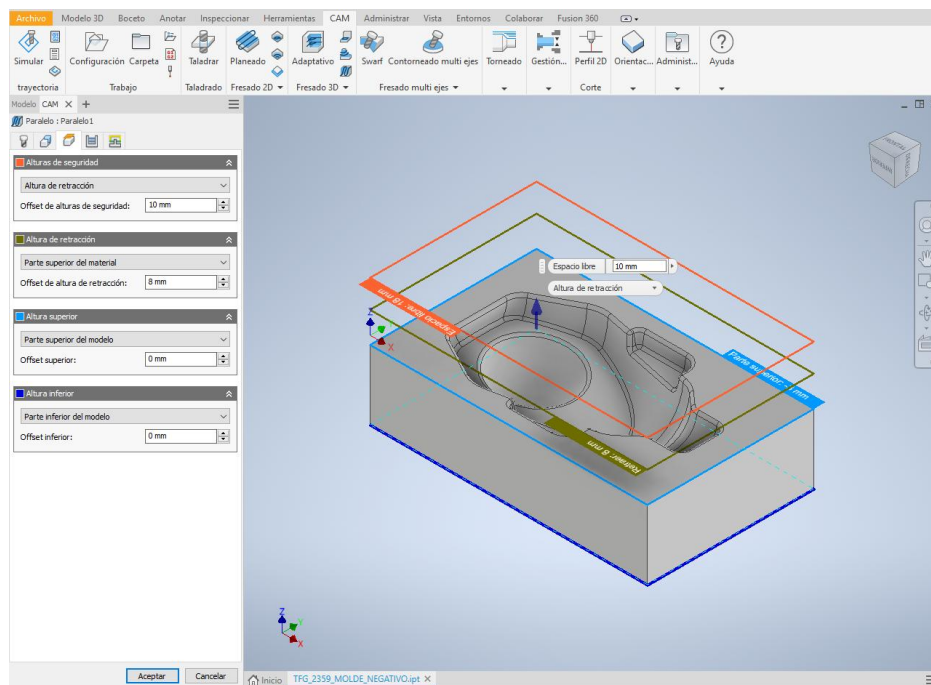 Archivo Modelo 3D Boceto Anotar Inspeccionar Herramientas CAM Administrar Vista Entornos Colaborar Fusion 360
Simular Configuración Carpeta Taladrar Planeado Adaptativo Swarf Contorneado multi ejes Torneado Gestión... Perfil 2D Orientac... Administ... Ayuda
trayectoria Trabajo Taladrado Fresado 2D Fresado 3D Fresado multi ejes Corte
Modelo CAM
Paralelo : Paralelo1
Alturas de seguridad
Altura de retracción
Offset de alturas de seguridad: 10 mm
Altura de retracción
Parte superior del material
Offset de altura de retracción: 8 mm
Altura superior
Parte superior del modelo
Offset superior: 0 mm
Altura inferior
Parte inferior del modelo
Offset inferior: 0 mm
Espacio libre 10 mm
Altura de retracción
Espacio libre: 18 mm
Parte superior: mm
Retraer: 8 mm
Z
X
Z
Y
X
Aceptar Cancelar
Inicio TFG_2359_MOLDE_NEGATIVO.ipt